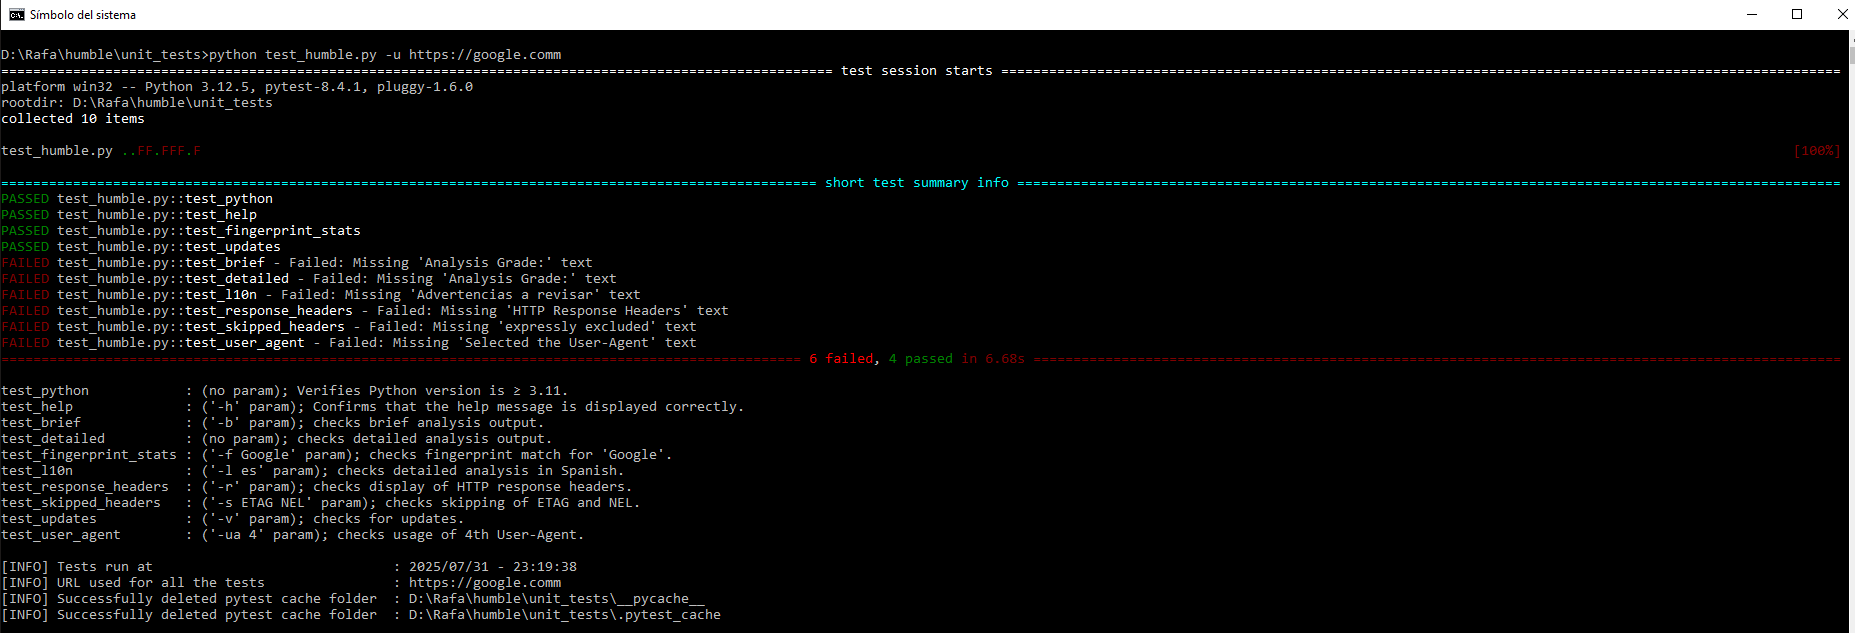 Símbolo del sistema
D:\Rafa\humble\unit_tests>python test_humble.py -u https://google.comm
test session starts
platform win32 -- Python 3.12.5, pytest-8.4.1, pluggy-1.6.0
rootdir: D:\Rafa\humble\unit_tests
collected 10 items
test_humble.py ..FF.FFF.F [100%]
short test summary info
PASSED test_humble.py::test_python
PASSED test_humble.py::test_help
PASSED test_humble.py::test_fingerprint_stats
PASSED test_humble.py::test_updates
FAILED test_humble.py::test_brief - Failed: Missing 'Analysis Grade:' text
FAILED test_humble.py::test_detailed - Failed: Missing 'Analysis Grade:' text
FAILED test_humble.py::test_l10n - Failed: Missing 'Advertencias a revisar' text
FAILED test_humble.py::test_response_headers - Failed: Missing 'HTTP Response Headers' text
FAILED test_humble.py::test_skipped_headers - Failed: Missing 'expressly excluded' text
FAILED test_humble.py::test_user_agent - Failed: Missing 'Selected the User-Agent' text
6 failed, 4 passed in 6.68s
test_python : (no param); Verifies Python version is ≥ 3.11.
test_help : ('-h' param); Confirms that the help message is displayed correctly.
test_brief : ('-b' param); checks brief analysis output.
test_detailed : (no param); checks detailed analysis output.
test_fingerprint_stats : ('-f Google' param); checks fingerprint match for 'Google'.
test_l10n : ('-l es' param); checks detailed analysis in Spanish.
test_response_headers : ('-r' param); checks display of HTTP response headers.
test_skipped_headers : ('-s ETAG NEL' param); checks skipping of ETAG and NEL.
test_updates : ('-v' param); checks for updates.
test_user_agent : ('-ua 4' param); checks usage of 4th User-Agent.
[INFO] Tests run at : 2025/07/31 - 23:19:38
[INFO] URL used for all the tests : https://google.comm
[INFO] Successfully deleted pytest cache folder : D:\Rafa\humble\unit_tests\__pycache__
[INFO] Successfully deleted pytest cache folder : D:\Rafa\humble\unit_tests\.pytest_cache